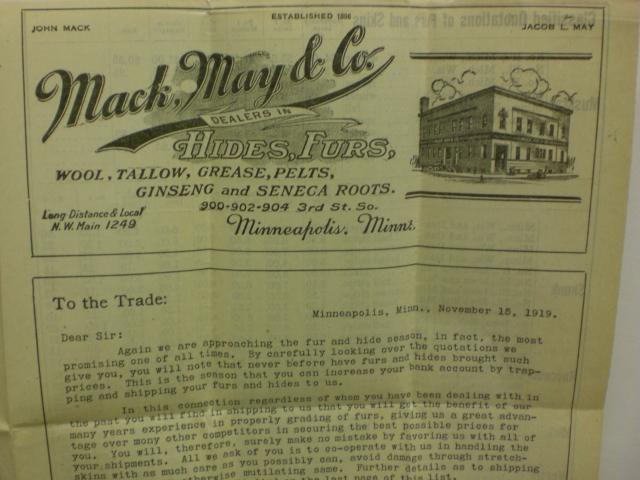 ESTABLISHED 1896
JOHN MACK
JACOB L. MAY
Mack, May & Co.
DEALERS IN
HIDES, FURS,
WOOL, TALLOW, GREASE, PELTS,
GINSENG and SENECA ROOTS.
Long Distance & Local
N.W. Main 1249
900-902-904 3rd St. So.
Minneapolis, Minn.
To the Trade:
Minneapolis, Minn., November 15, 1919.
Dear Sir:
Again we are approaching the fur and hide season, in fact, the most
promising one of all times. By carefully looking over the quotations we
give you, you will note that never before have furs and hides brought such
prices. This is the season that you can increase your bank account by trap-
ping and shipping your furs and hides to us.
In this connection regardless of whom you have been dealing with in
the past you will find in shipping to us that you will get the benefit of our
many years experience in properly grading of furs, giving us a great advan-
tage over mony other competitors in securing the best possible prices for
you. You will, therefore, surely make no mistake by favoring us with all of
your shipments. All we ask of you is to co-operate with us in handling the
skins with as much care as you possibly can, avoid damage through stretch-
otherwise mutilating same. Further details as to shipping
the last page of this list.